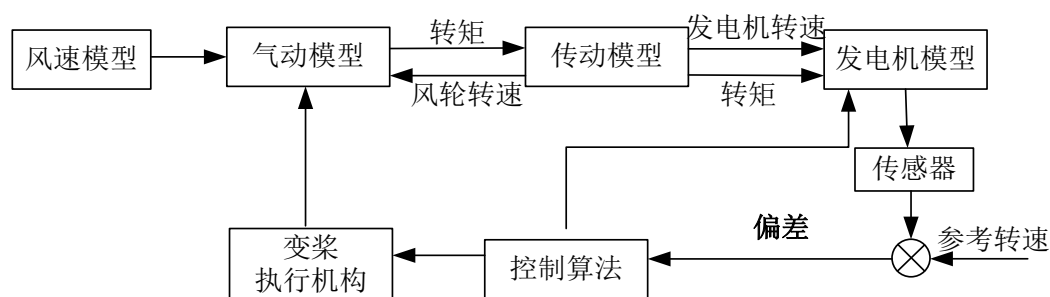 转矩
发电机转速
风速模型
气动模型
传动模型
发电机模型
风轮转速
转矩
传感器
偏差
参考转速
变桨
执行机构
控制算法